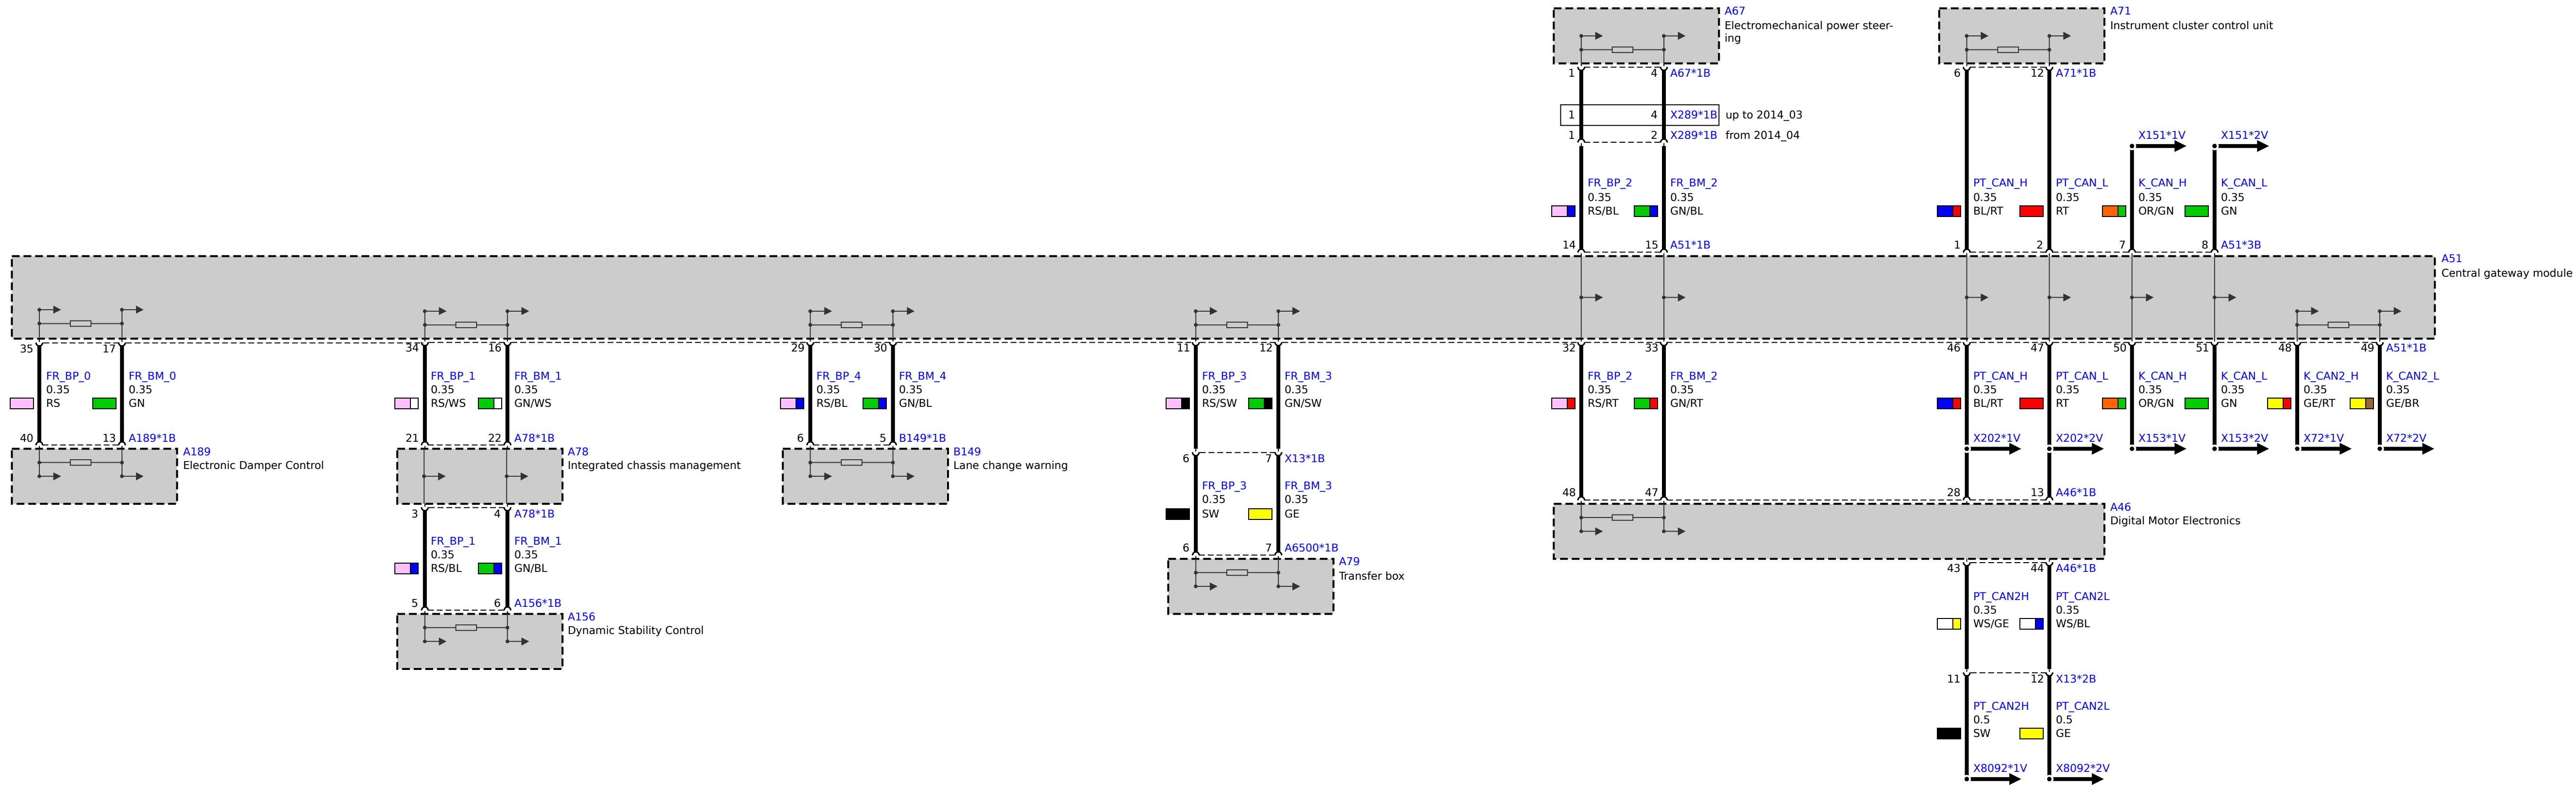 A67
Electromechanical power steer-
ing
A71
Instrument cluster control unit
1 4 A67*1B
6 12 A71*1B
1 4 X289*1B up to 2014_03
1 2 X289*1B from 2014_04
X151*1V X151*2V
FR_BP_2 FR_BM_2 PT_CAN_H PT_CAN_L K_CAN_H K_CAN_L
0.35 0.35 0.35 0.35 0.35 0.35
RS/BL GN/BL BL/RT RT OR/GN GN
14 15 A51*1B 1 2 7 8 A51*3B
A51
Central gateway module
35 17 34 16 29 30 11 12 32 33 46 47 50 51 48 49 A51*1B
FR_BP_0 FR_BM_0 FR_BP_1 FR_BM_1 FR_BP_4 FR_BM_4 FR_BP_3 FR_BM_3 FR_BP_2 FR_BM_2 PT_CAN_H PT_CAN_L K_CAN_H K_CAN_L K_CAN2_H K_CAN2_L
0.35 0.35 0.35 0.35 0.35 0.35 0.35 0.35 0.35 0.35 0.35 0.35 0.35 0.35 0.35 0.35
RS GN RS/WS GN/WS RS/BL GN/BL RS/SW GN/SW RS/RT GN/RT BL/RT RT OR/GN GN GE/RT GE/BR
40 13 A189*1B 21 22 A78*1B 6 5 B149*1B X202*1V X202*2V X153*1V X153*2V X72*1V X72*2V
A189
Electronic Damper Control
A78
Integrated chassis management
B149
Lane change warning
6 7 X13*1B
FR_BP_3 FR_BM_3
0.35 0.35
SW GE
48 47 28 13 A46*1B
A46
Digital Motor Electronics
3 4 A78*1B
FR_BP_1 FR_BM_1
0.35 0.35
RS/BL GN/BL
6 7 A6500*1B
A79
Transfer box
43 44 A46*1B
5 6 A156*1B
A156
Dynamic Stability Control
PT_CAN2H PT_CAN2L
0.35 0.35
WS/GE WS/BL
11 12 X13*2B
PT_CAN2H PT_CAN2L
0.5 0.5
SW GE
X8092*1V X8092*2V